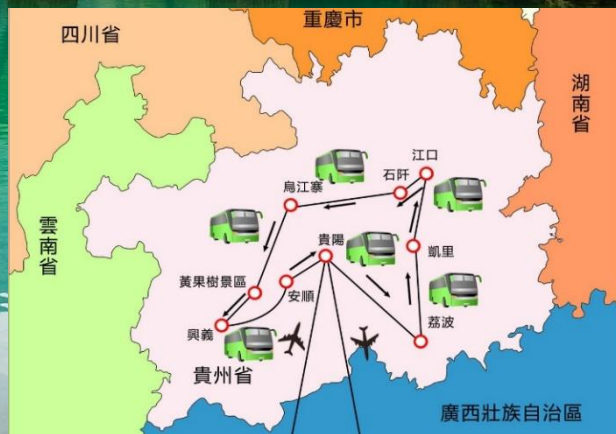 重慶市
四川省
湖南省
江口
石阡
烏江寨
雲南省
貴陽
凱里
黃果樹景區
安順
荔波
興義
貴州省
廣西壯族自治區